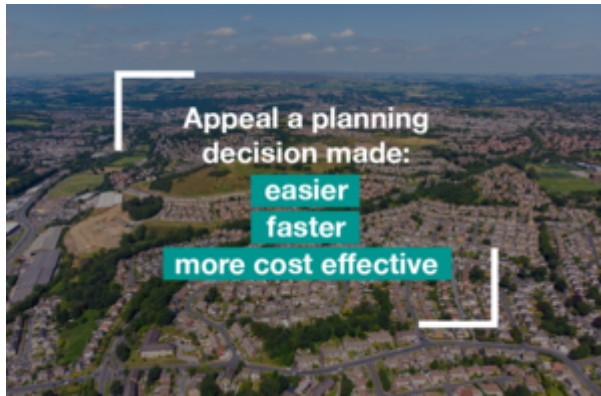 Appeal a planning
decision made:
easier
faster
more cost effective